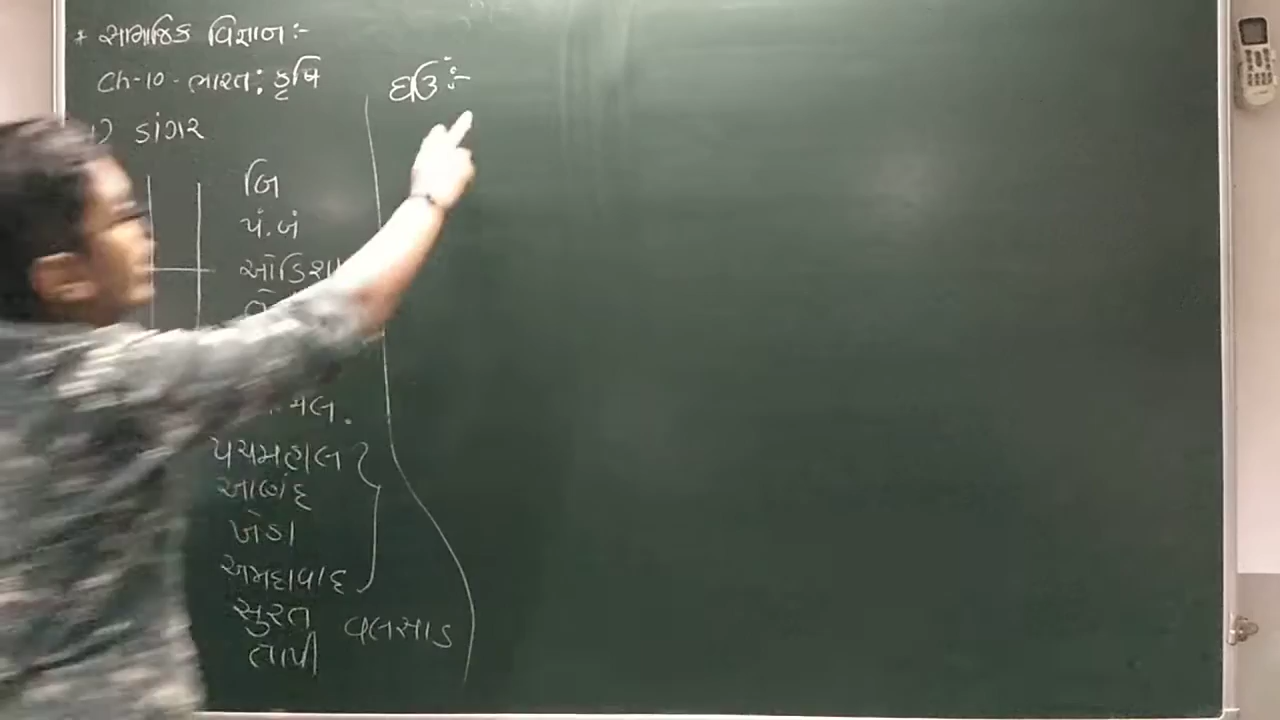 * સામાજિક વિજ્ઞાન :-
Ch-10 - ભારત : કૃષિ
ડાંગર
બિ
પં. બં
ઓડિશા
પંચમહાલ
આણંદ
ખેડા
અમદાવાદ
સુરત વલસાડ
તાપી
ઘઉં :-